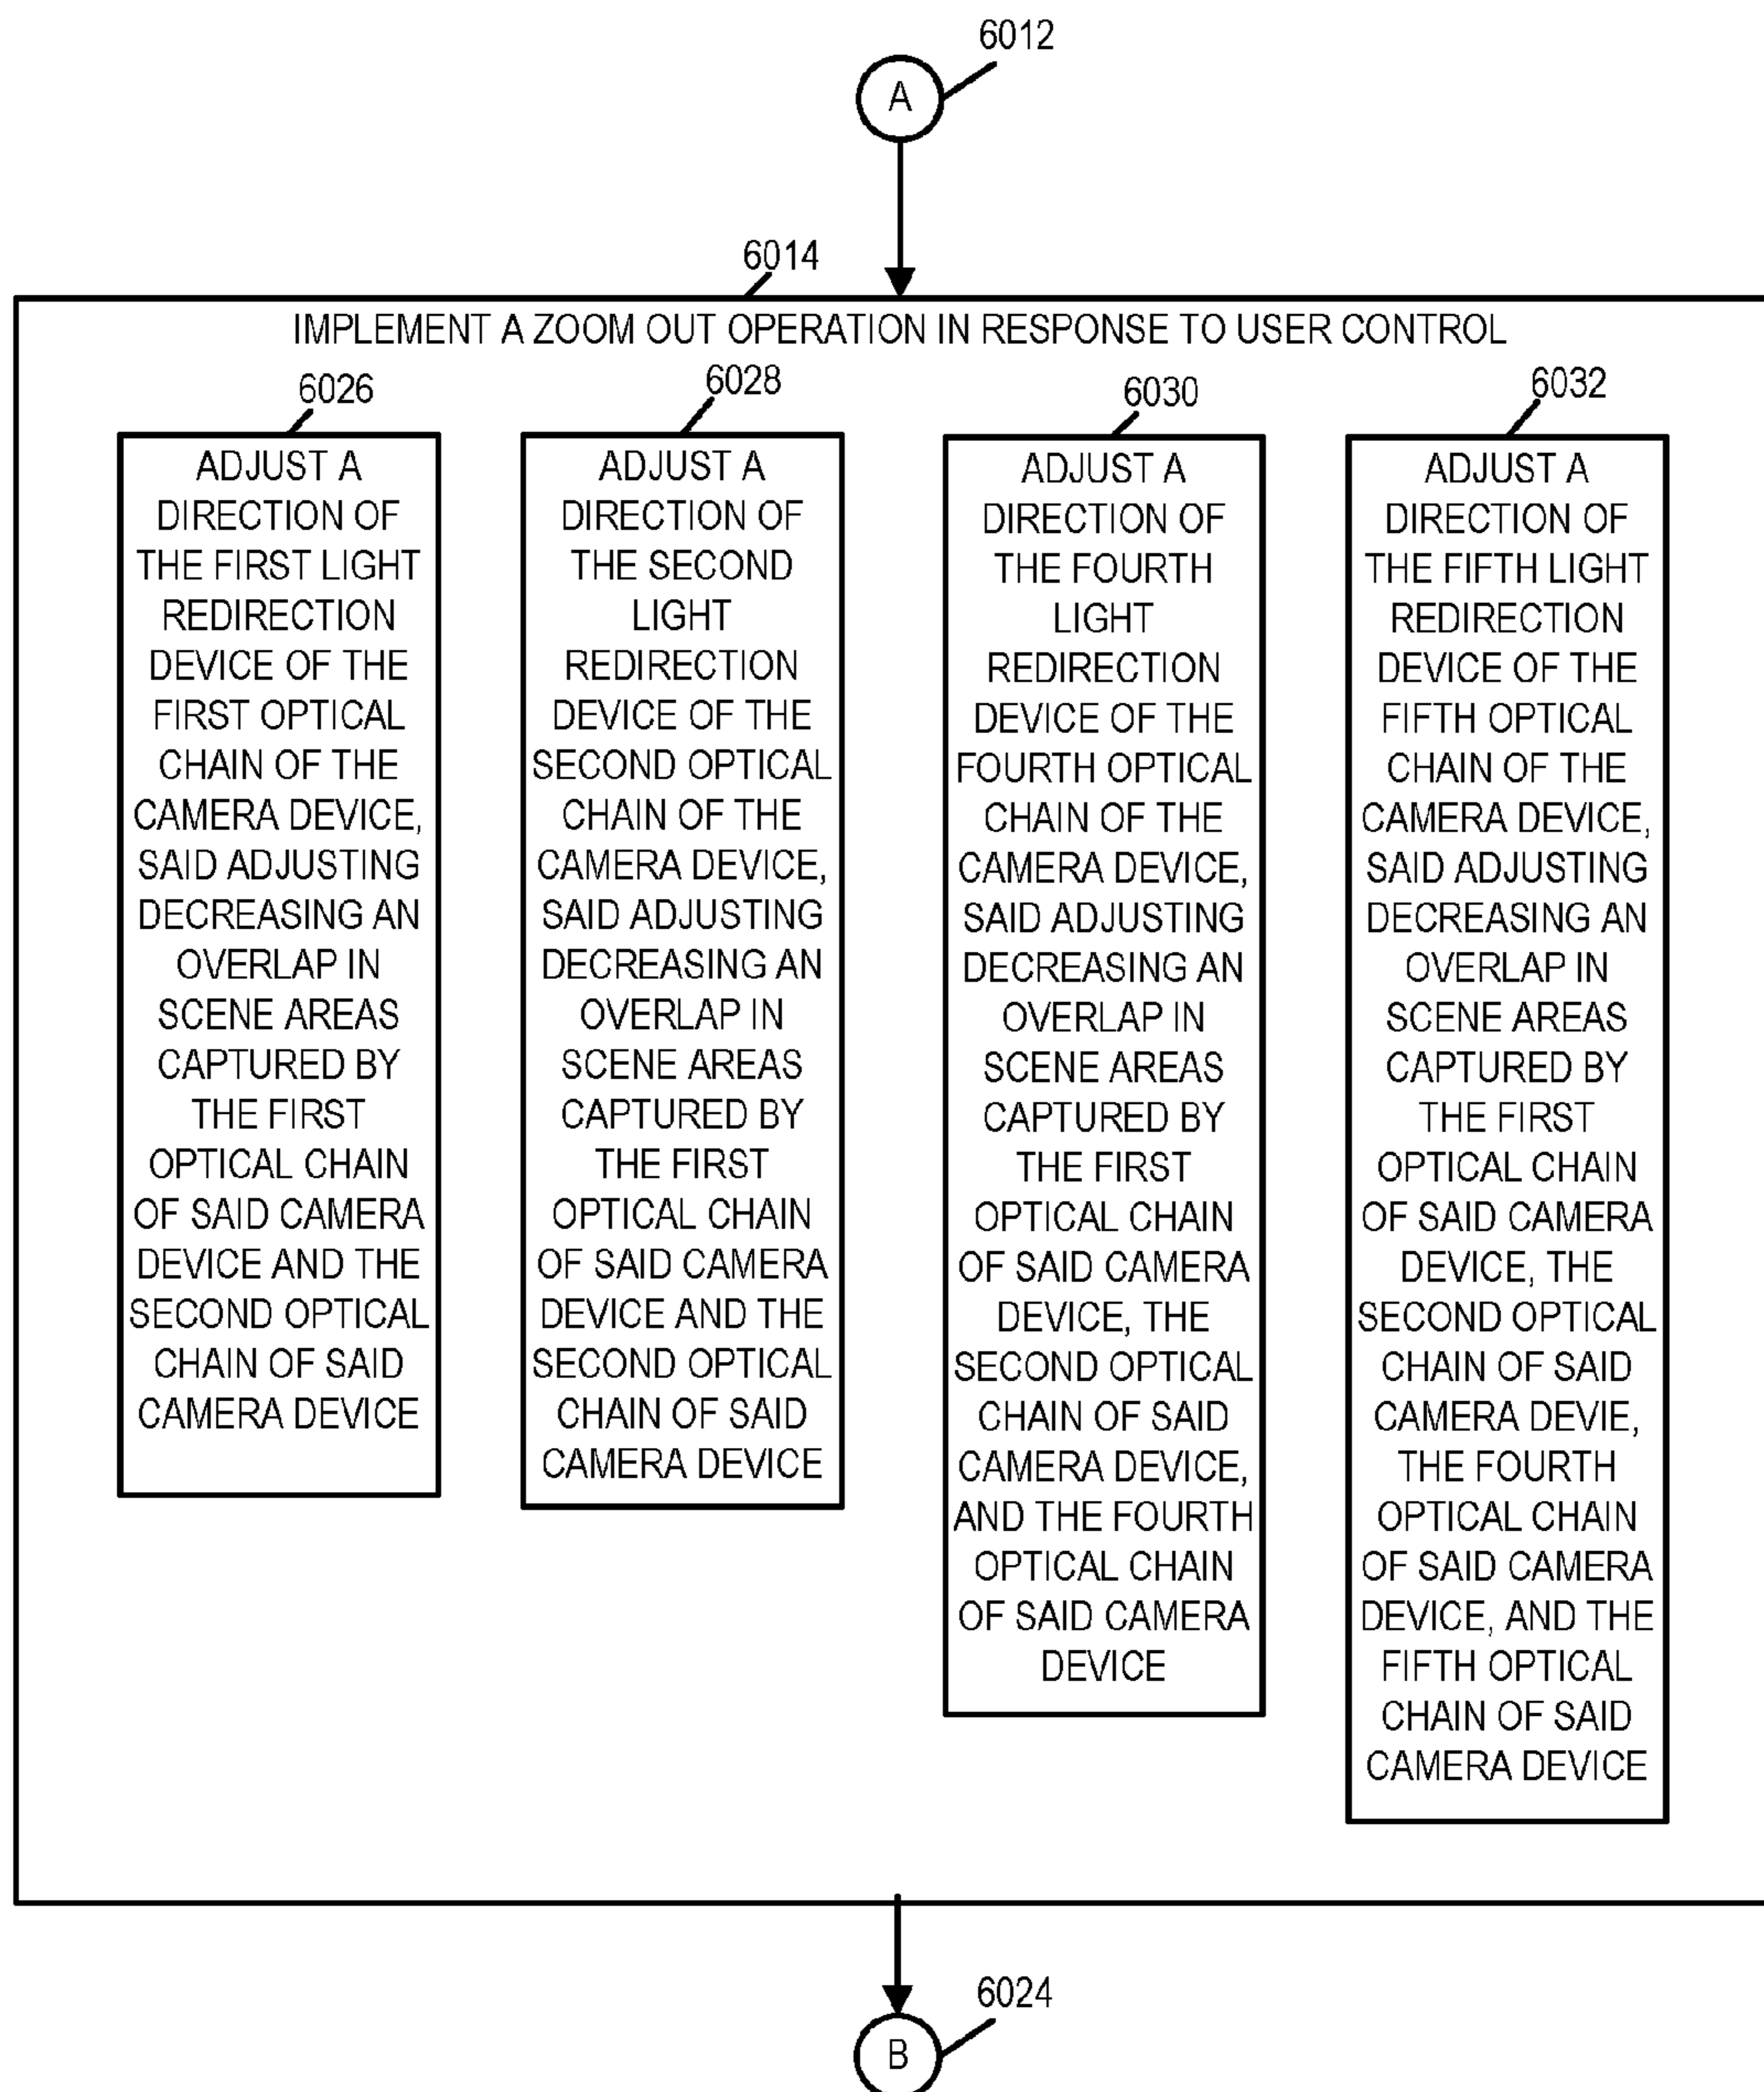 6012
A
6014
IMPLEMENT A ZOOM OUT OPERATION IN RESPONSE TO USER CONTROL
6026
ADJUST A
DIRECTION OF
THE FIRST LIGHT
REDIRECTION
DEVICE OF THE
FIRST OPTICAL
CHAIN OF THE
CAMERA DEVICE,
SAID ADJUSTING
DECREASING AN
OVERLAP IN
SCENE AREAS
CAPTURED BY
THE FIRST
OPTICAL CHAIN
OF SAID CAMERA
DEVICE AND THE
SECOND OPTICAL
CHAIN OF SAID
CAMERA DEVICE
6028
ADJUST A
DIRECTION OF
THE SECOND
LIGHT
REDIRECTION
DEVICE OF THE
SECOND OPTICAL
CHAIN OF THE
CAMERA DEVICE,
SAID ADJUSTING
DECREASING AN
OVERLAP IN
SCENE AREAS
CAPTURED BY
THE FIRST
OPTICAL CHAIN
OF SAID CAMERA
DEVICE AND THE
SECOND OPTICAL
CHAIN OF SAID
CAMERA DEVICE
6030
ADJUST A
DIRECTION OF
THE FOURTH
LIGHT
REDIRECTION
DEVICE OF THE
FOURTH OPTICAL
CHAIN OF THE
CAMERA DEVICE,
SAID ADJUSTING
DECREASING AN
OVERLAP IN
SCENE AREAS
CAPTURED BY
THE FIRST
OPTICAL CHAIN
OF SAID CAMERA
DEVICE, THE
SECOND OPTICAL
CHAIN OF SAID
CAMERA DEVICE,
AND THE FOURTH
OPTICAL CHAIN
OF SAID CAMERA
DEVICE
6032
ADJUST A
DIRECTION OF
THE FIFTH LIGHT
REDIRECTION
DEVICE OF THE
FIFTH OPTICAL
CHAIN OF THE
CAMERA DEVICE,
SAID ADJUSTING
DECREASING AN
OVERLAP IN
SCENE AREAS
CAPTURED BY
THE FIRST
OPTICAL CHAIN
OF SAID CAMERA
DEVICE, THE
SECOND OPTICAL
CHAIN OF SAID
CAMERA DEVIE,
THE FOURTH
OPTICAL CHAIN
OF SAID CAMERA
DEVICE, AND THE
FIFTH OPTICAL
CHAIN OF SAID
CAMERA DEVICE
6024
B